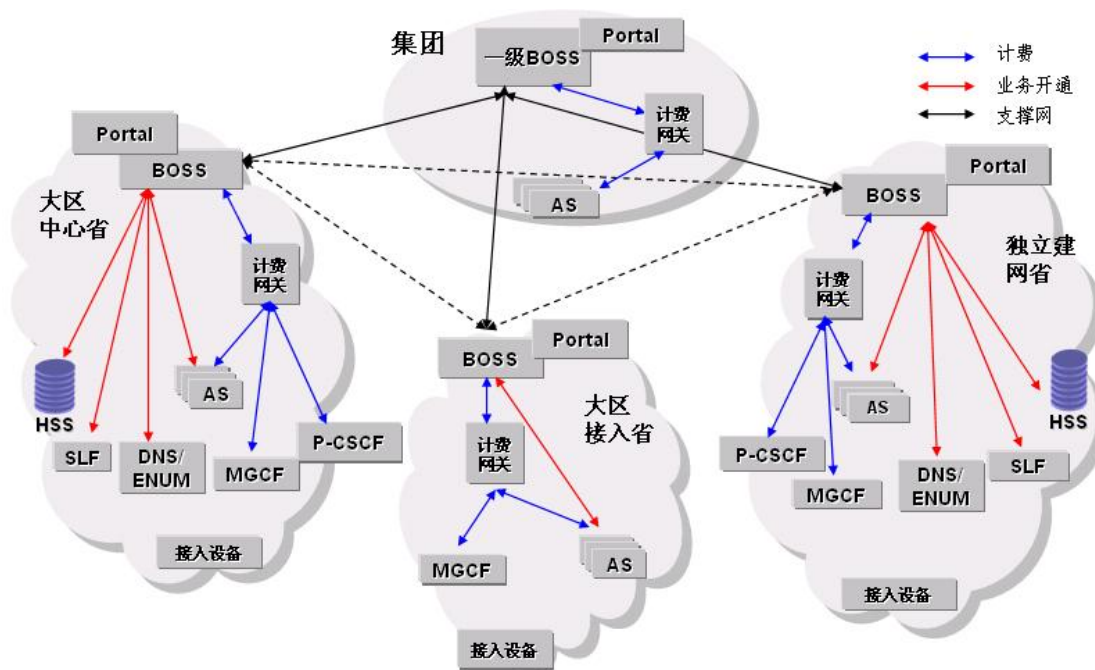 集团
Portal
一级BOSS
计费
网关
AS
计费
业务开通
支撑网
Portal
BOSS
大区
中心省
计费
网关
HSS
AS
SLF
DNS/
ENUM
MGCF
P-CSCF
接入设备
BOSS
Portal
大区
接入省
计费
网关
MGCF
AS
接入设备
Portal
BOSS
独立建
网省
计费
网关
AS
HSS
P-CSCF
MGCF
DNS/
ENUM
SLF
接入设备